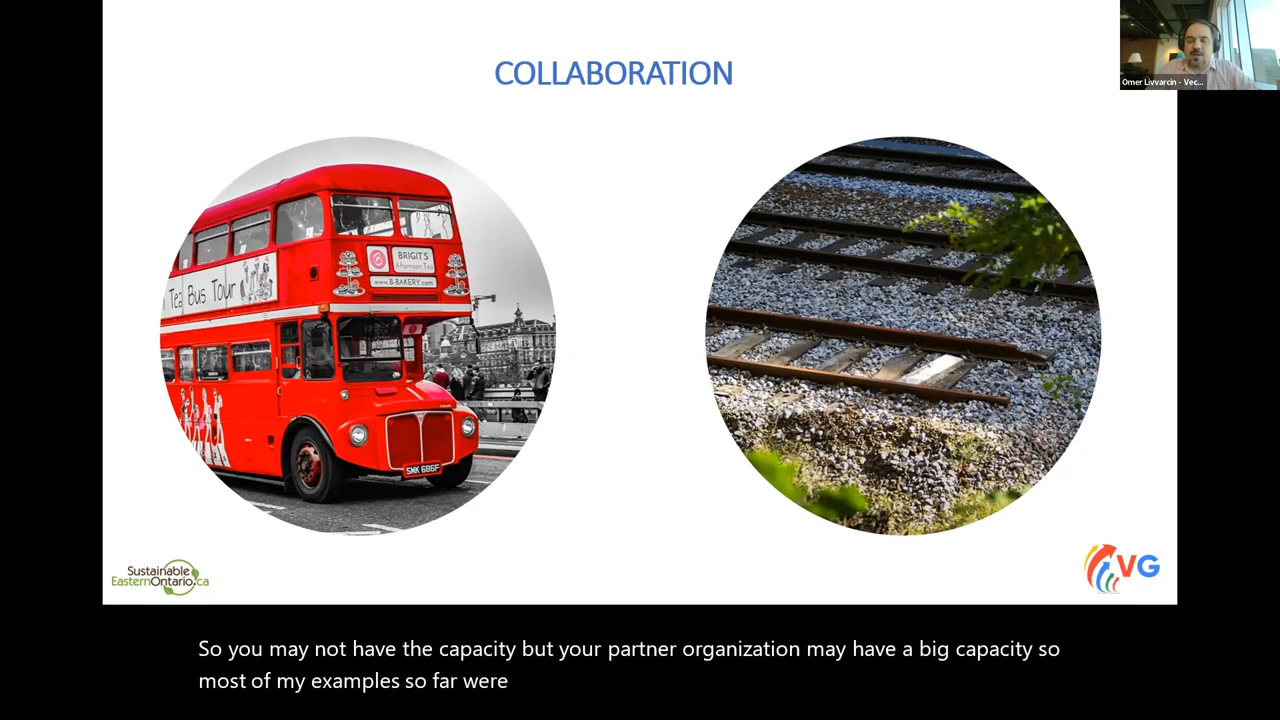 COLLABORATION
Omer Livvarcin - Vec...
BRIGIT'S
Afternoon Tea
www.B-BAKERY.com
Tea Bus Tour
SMK 686F
Sustainable
EasternOntario.ca
VG
So you may not have the capacity but your partner organization may have a big capacity so
most of my examples so far were